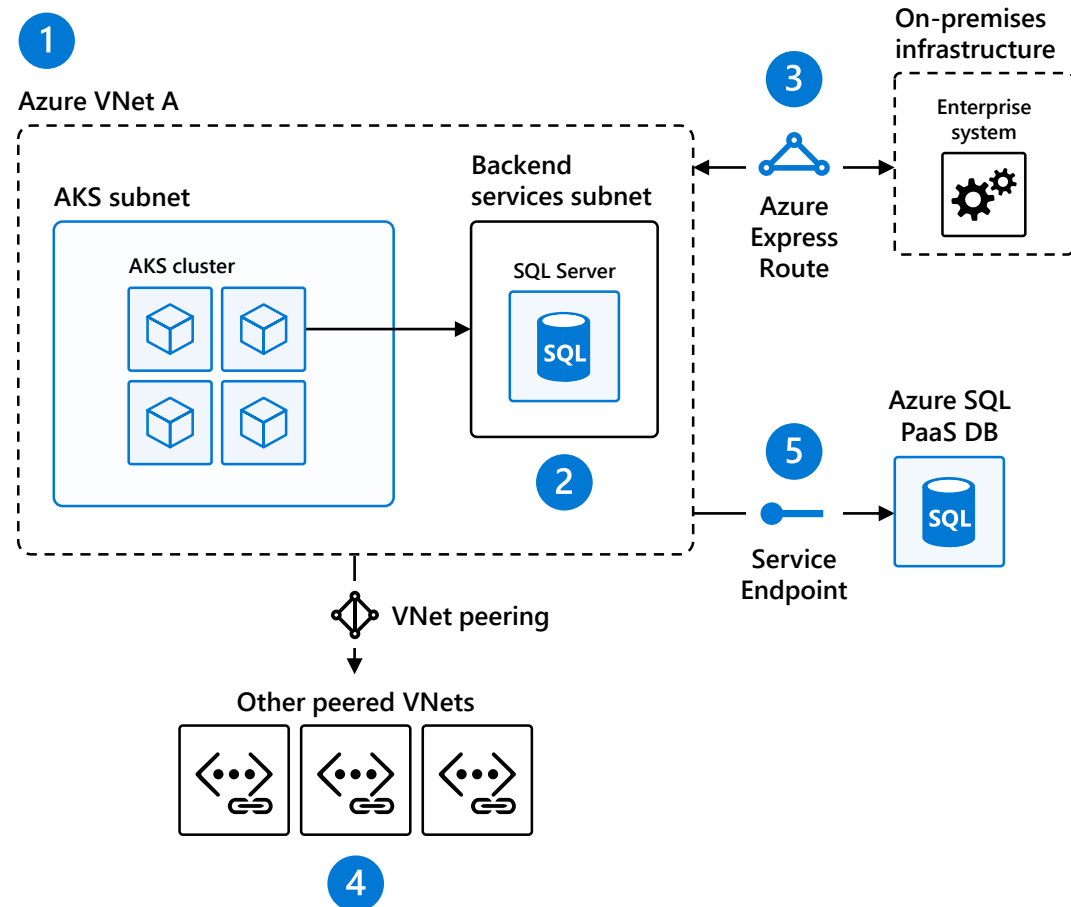 1
Azure VNet A
AKS subnet
AKS cluster
Backend
services subnet
SQL Server
SQL
2
3
Azure
Express
Route
On-premises
infrastructure
Enterprise
system
5
Service
Endpoint
Azure SQL
PaaS DB
SQL
VNet peering
Other peered VNets
4